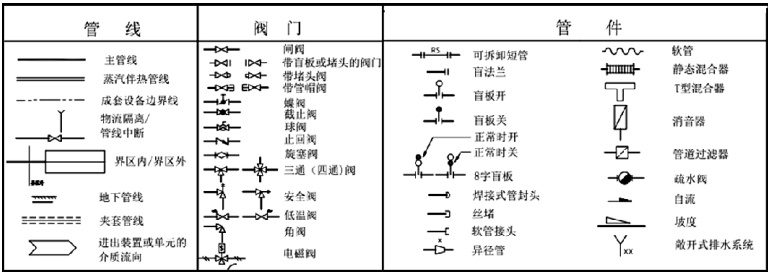 管 线
主管线
蒸汽伴热管线
成套设备边界线
物流隔离/
管线中断
界区内/界区外
地下管线
夹套管线
进出装置或单元的
介质流向
阀 门
闸阀
带盲板或堵头的阀门
带堵头阀
带管帽阀
蝶阀
截止阀
球阀
止回阀
旋塞阀
三通（四通)阀
安全阀
低温阀
角阀
S
电磁阀
管 件
RS
可拆卸短管
盲法兰
盲板开
盲板关
正常时开
正常时关
8字盲板
焊接式管封头
丝堵
软管接头
x
异径管
软管
静态混合器
T型混合器
消音器
管道过滤器
疏水阀
自流
坡度
xx
敞开式排水系统